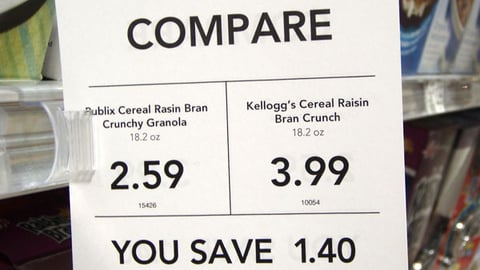 COMPARE
Publix Cereal Rasin Bran
Crunchy Granola
18.2 oz
2.59
15426
Kellogg's Cereal Raisin
Bran Crunch
18.2 oz
3.99
10054
YOU SAVE 1.40